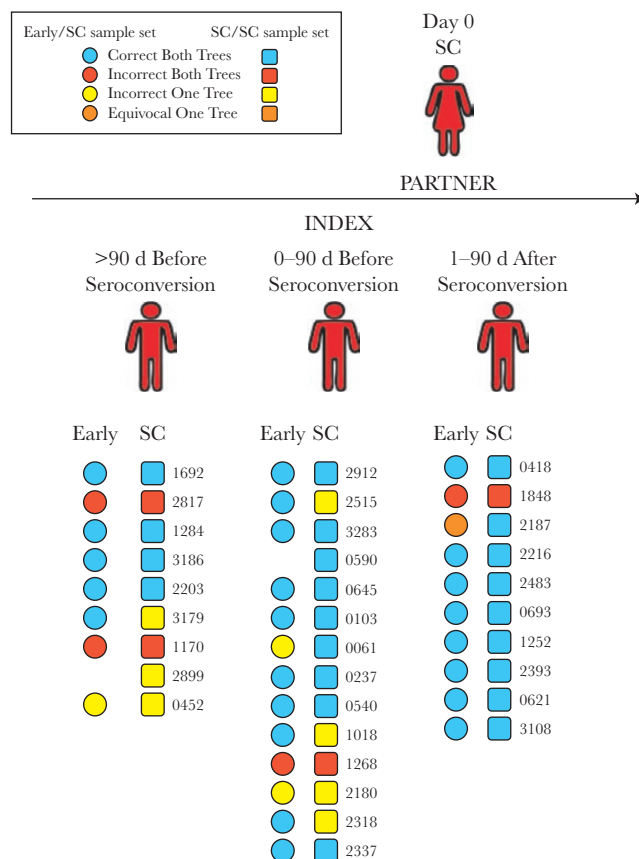 Early/SC sample set SC/SC sample set
Correct Both Trees
Incorrect Both Trees
Incorrect One Tree
Equivocal One Tree
Day 0
SC
PARTNER
INDEX
>90 d Before
Seroconversion
Early SC
1692
2817
1284
3186
2203
3179
1170
2899
0452
0–90 d Before
Seroconversion
Early SC
2912
2515
3283
0590
0645
0103
0061
0237
0540
1018
1268
2180
2318
2337
1–90 d After
Seroconversion
Early SC
0418
1848
2187
2216
2483
0693
1252
2393
0621
3108